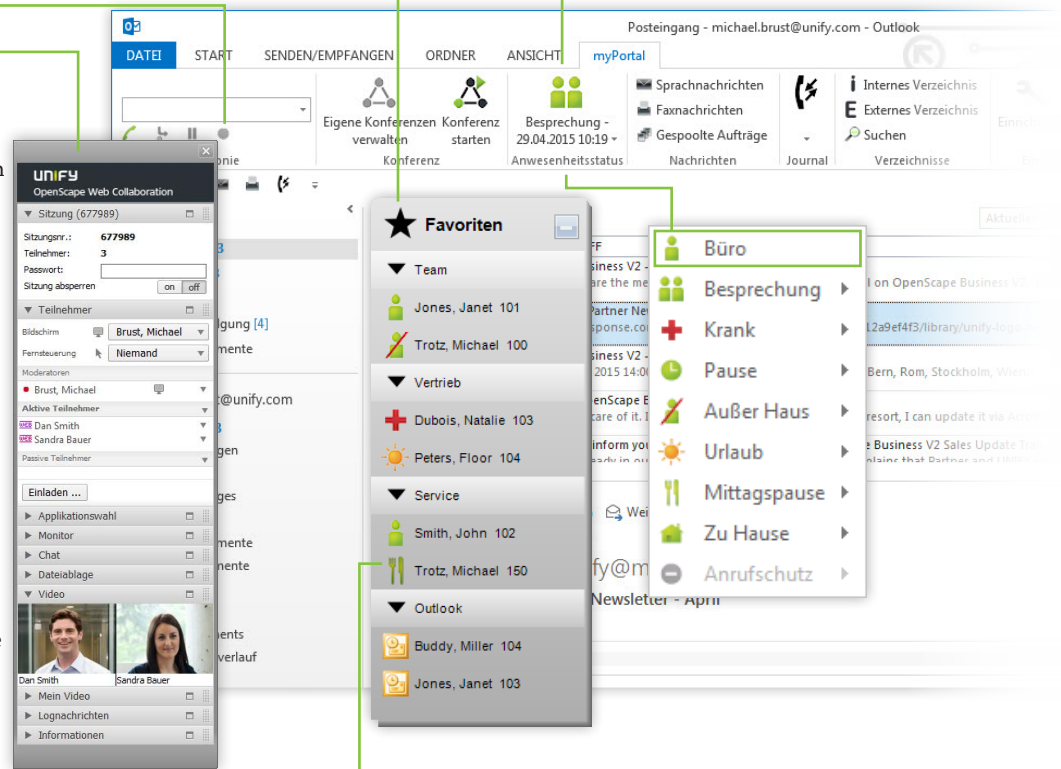 Posteingang - michael.brust@unify.com - Outlook
DATEI START SENDEN/EMPFANGEN ORDNER ANSICHT myPortal
Eigene Konferenzen verwalten
Konferenz starten
Konferenz
Besprechung -
29.04.2015 10:19
Anwesenheitsstatus
Sprachnachrichten
Faxnachrichten
Gespoolte Aufträge
Nachrichten
Journal
Internes Verzeichnis
Externes Verzeichnis
Suchen
Verzeichnisse
UNIFY
OpenScape Web Collaboration
Sitzung (677989)
Sitzungsnr.: 677989
Teilnehmer: 3
Passwort:
Sitzung absperren on off
Teilnehmer
Bildschirm Brust, Michael
Fernsteuerung Niemand
Moderatoren
Brust, Michael
Aktive Teilnehmer
Dan Smith
Sandra Bauer
Passive Teilnehmer
Einladen ...
Applikationswahl
Monitor
Chat
Dateiablage
Video
Dan Smith Sandra Bauer
Mein Video
Lognachrichten
Informationen
[4]
@unify.com
Favoriten
Team
Jones, Janet 101
Trotz, Michael 100
Vertrieb
Dubois, Natalie 103
Peters, Floor 104
Service
Smith, John 102
Trotz, Michael 150
Outlook
Buddy, Miller 104
Jones, Janet 103
Büro
Besprechung
Krank
Pause
Außer Haus
Urlaub
Mittagspause
Zu Hause
Anrufschutz
Newsletter - April